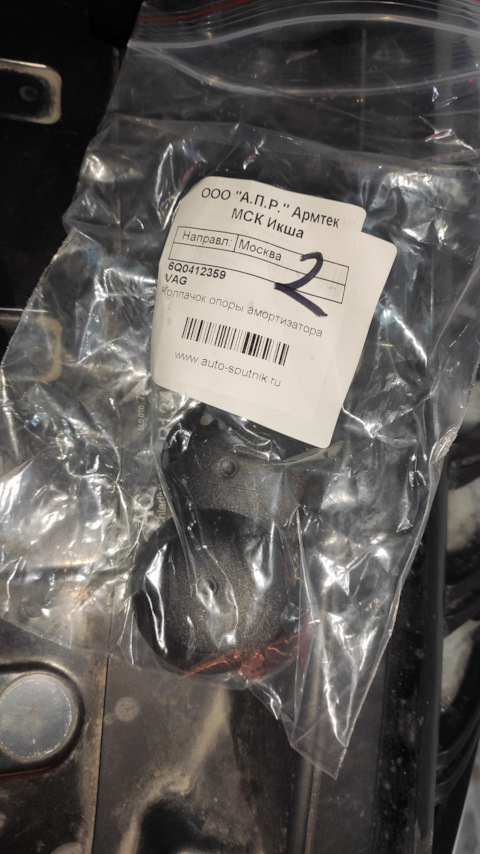 ООО "А.П.Р." Армтек
МСК Икша
Направл: Москва
2
6Q0412359
VAG
Колпачок опоры амортизатора
www.auto-sputnik.ru